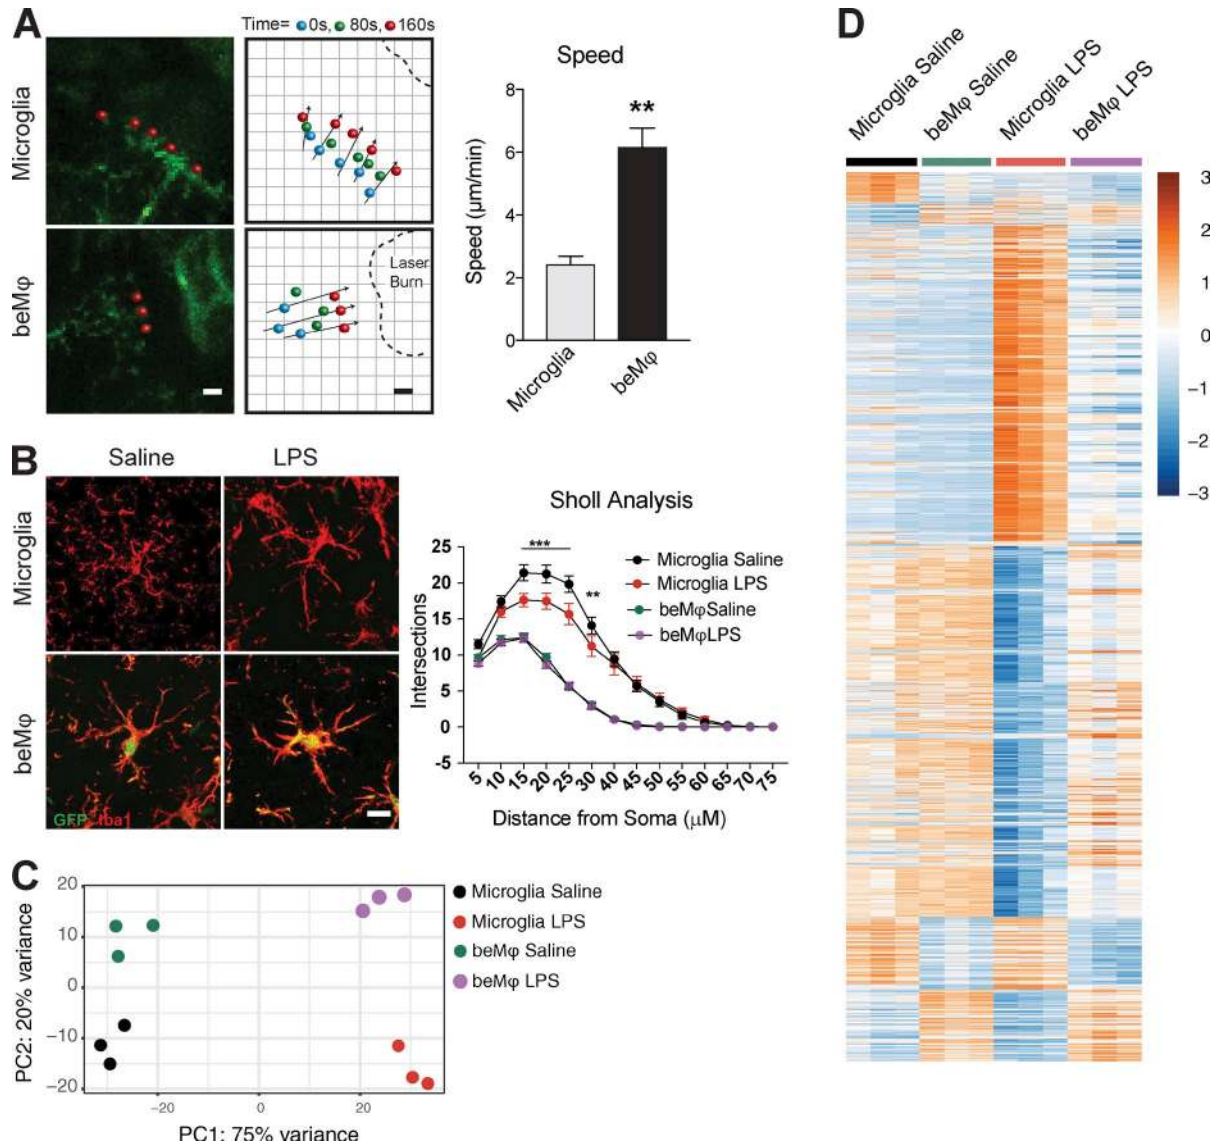 A
Time= 0s, 80s, 160s
Microglia
beMφ
Laser
Burn
Speed
Speed (μm/min)
8
6
4
2
0
**
Microglia
beMφ
B
Saline
LPS
Microglia
beMφ
GFP Iba1
Sholl Analysis
Intersections
25
20
15
10
5
0
-5
***
**
Microglia Saline
Microglia LPS
beMφSaline
beMφLPS
5 10 15 20 25 30 40 45 50 55 60 65 70 75
Distance from Soma (μM)
C
PC2: 20% variance
20
10
0
−10
−20
−20 0 20
PC1: 75% variance
Microglia Saline
Microglia LPS
beMφ Saline
beMφ LPS
D
Microglia Saline
beMφ Saline
Microglia LPS
beMφ LPS
3
2
1
0
−1
−2
−3